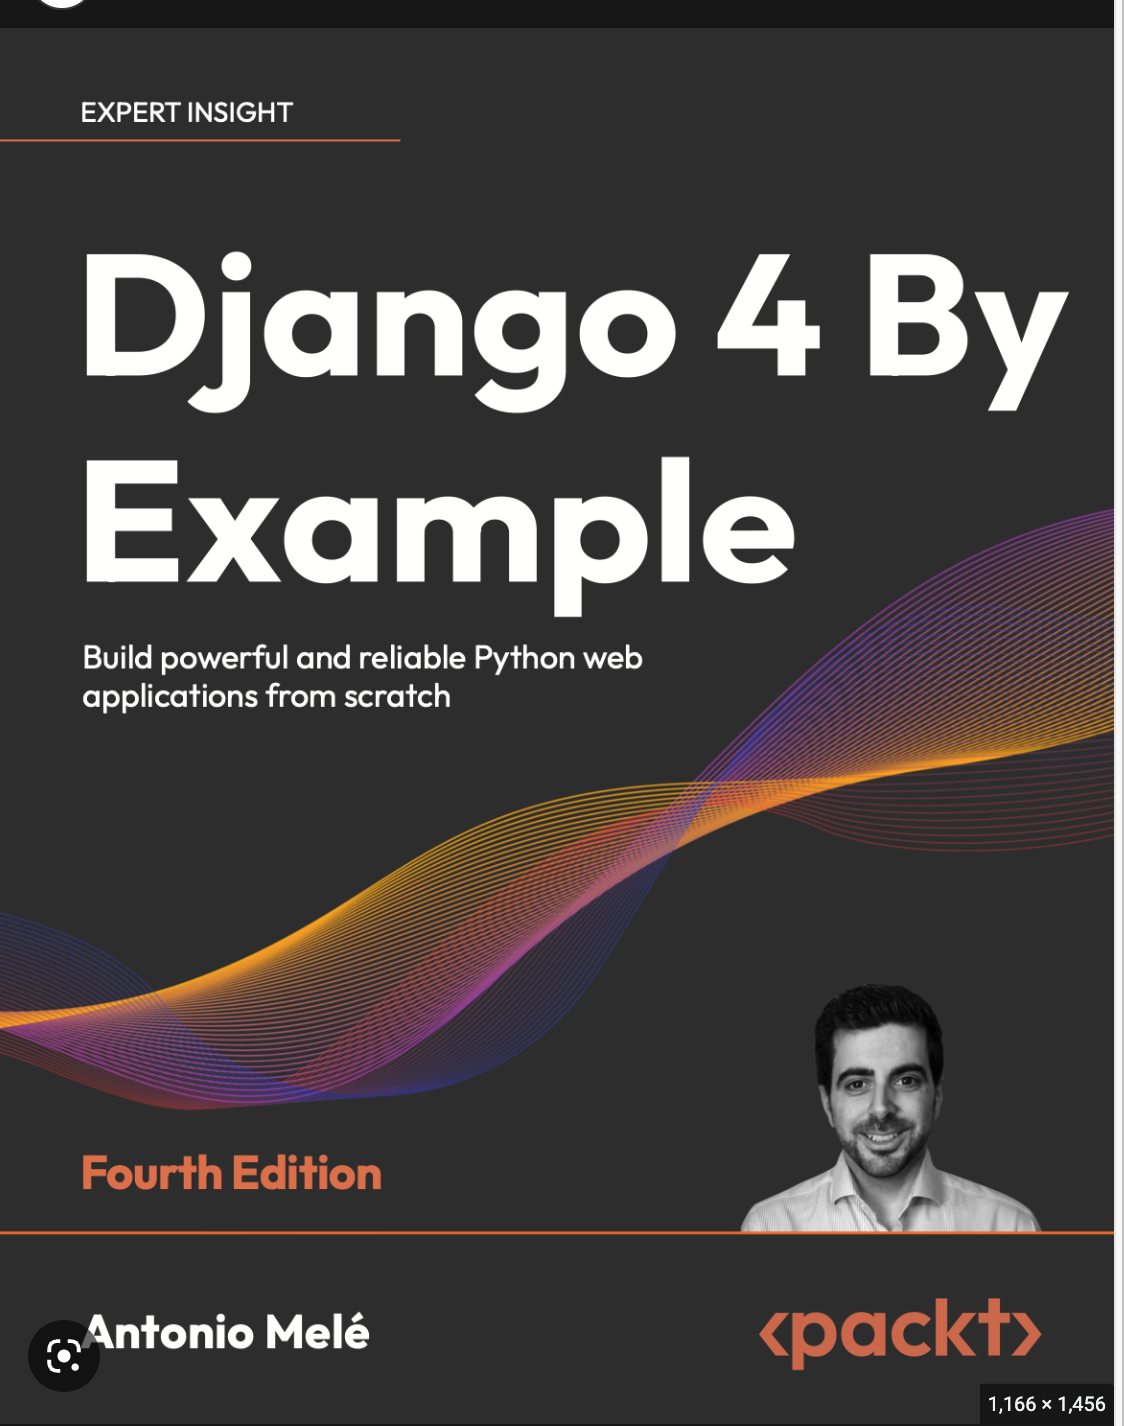 EXPERT INSIGHT
Django 4 By
Example
Build powerful and reliable Python web
applications from scratch
Fourth Edition
Antonio Melé
<packt>
1,166 × 1,456